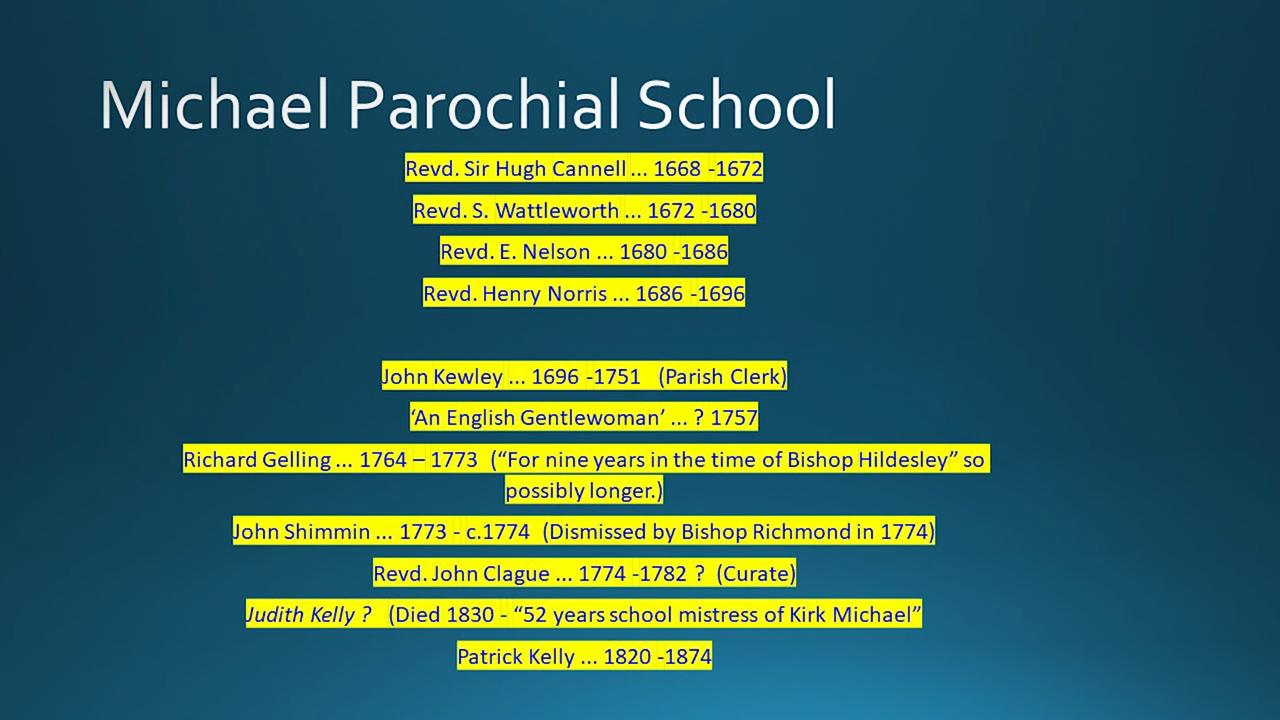 Michael Parochial School
Revd. Sir Hugh Cannell ... 1668 -1672
Revd. S. Wattleworth ... 1672 -1680
Revd. E. Nelson ... 1680 -1686
Revd. Henry Norris ... 1686 -1696
John Kewley ... 1696 -1751 (Parish Clerk)
‘An English Gentlewoman’ ... ? 1757
Richard Gelling ... 1764 – 1773 (“For nine years in the time of Bishop Hildesley” so
possibly longer.)
John Shimmin ... 1773 - c.1774 (Dismissed by Bishop Richmond in 1774)
Revd. John Clague ... 1774 -1782 ? (Curate)
Judith Kelly ? (Died 1830 - “52 years school mistress of Kirk Michael”
Patrick Kelly ... 1820 -1874